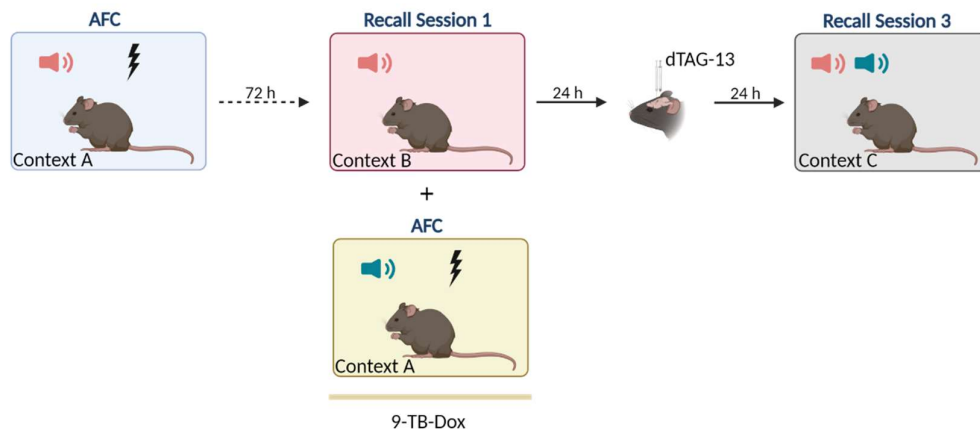 AFC
Context A
72 h
Recall Session 1
Context B
24 h
dTAG-13
24 h
Recall Session 3
Context C
+
AFC
Context A
9-TB-Dox